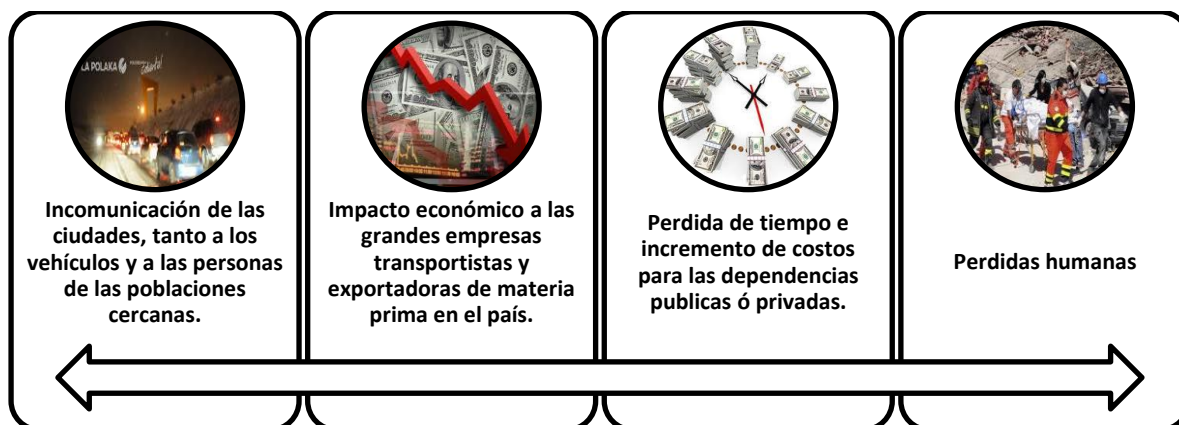 LA POLAKA
Incomunicación de las
ciudades, tanto a los
vehículos y a las personas
de las poblaciones
cercanas.
Impacto económico a las
grandes empresas
transportistas y
exportadoras de materia
prima en el país.
Perdida de tiempo e
incremento de costos
para las dependencias
publicas ó privadas.
Perdidas humanas